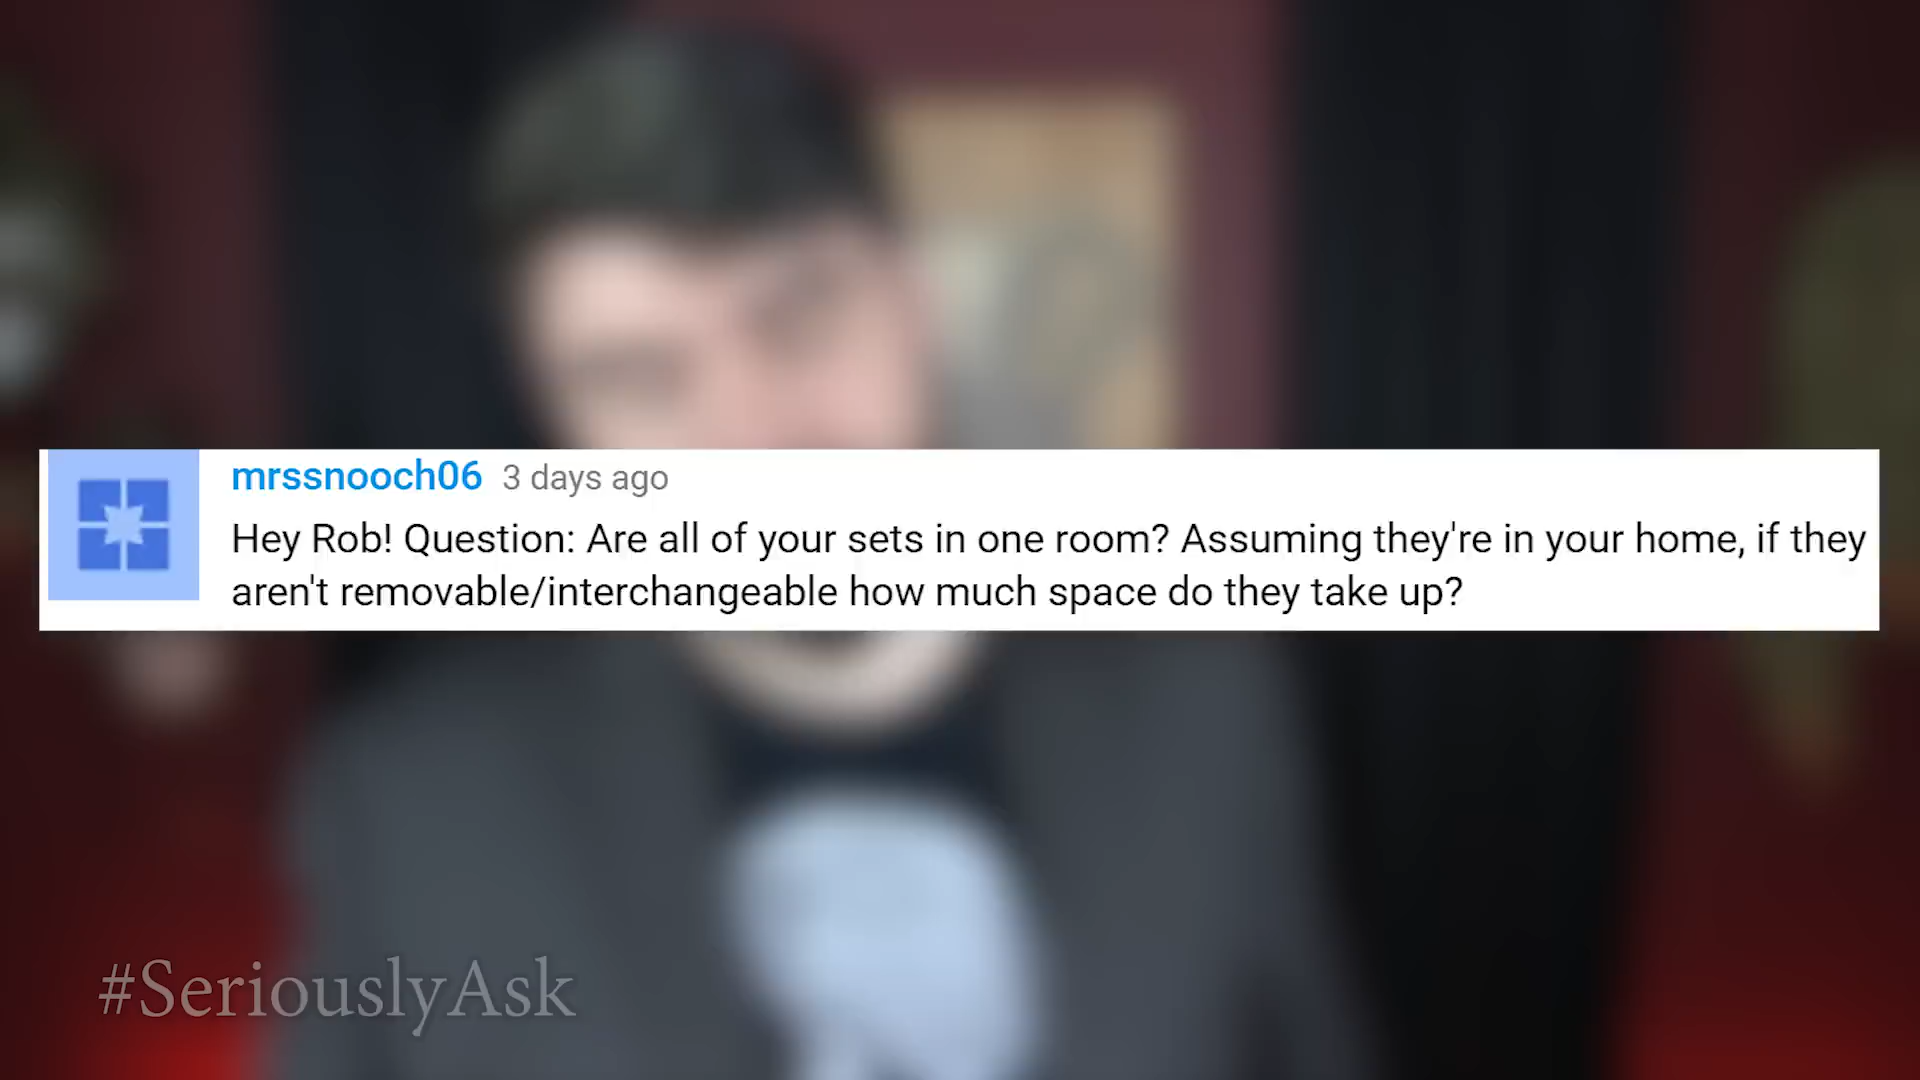 mrssnooch06 3 days ago
Hey Rob! Question: Are all of your sets in one room? Assuming they're in your home, if they
aren't removable/interchangeable how much space do they take up?
#SeriouslyAsk